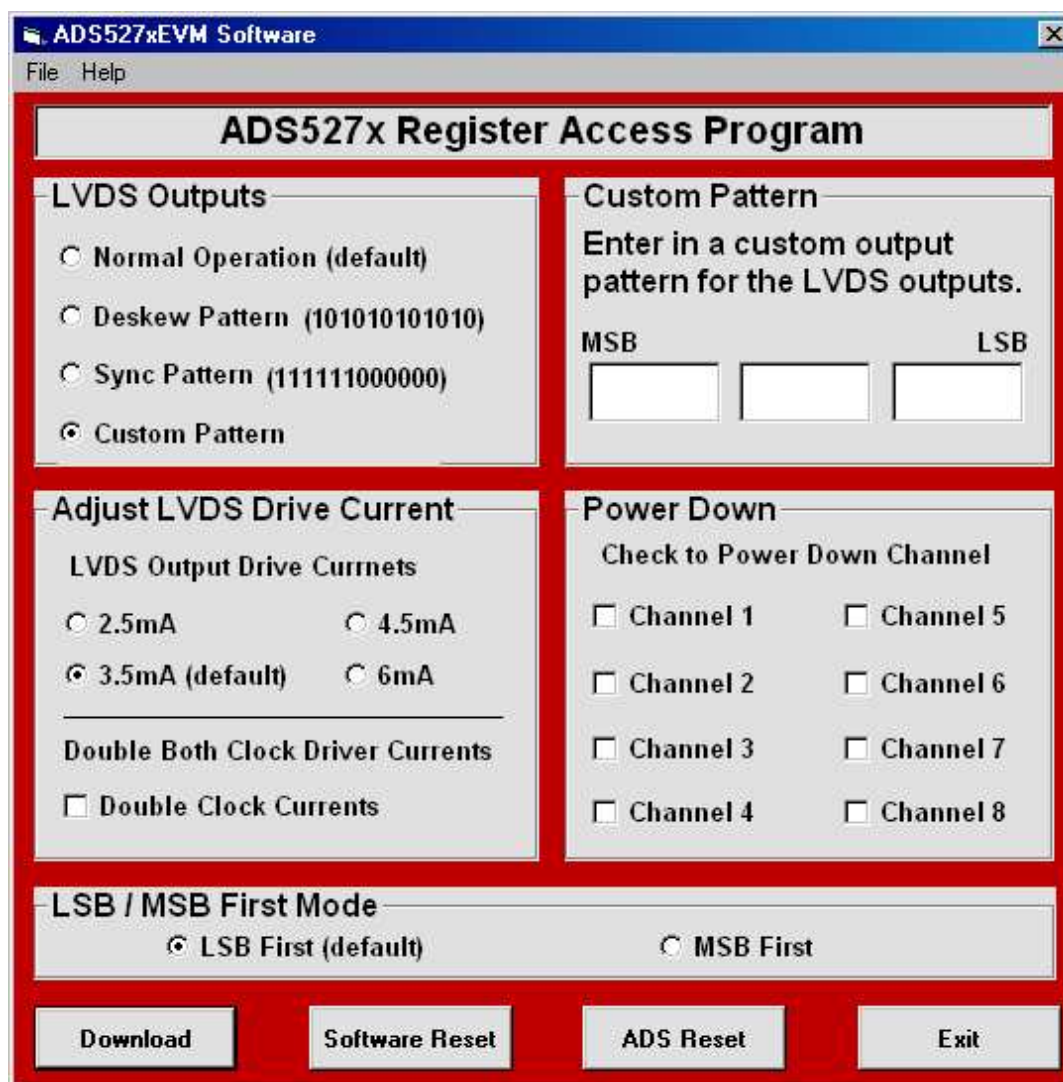 ADS527xEVM Software
File Help
ADS527x Register Access Program
LVDS Outputs
Normal Operation (default)
Deskew Pattern (101010101010)
Sync Pattern (111111000000)
Custom Pattern
Custom Pattern
Enter in a custom output
pattern for the LVDS outputs.
MSB LSB
Adjust LVDS Drive Current
LVDS Output Drive Currnets
2.5mA 4.5mA
3.5mA (default) 6mA
Double Both Clock Driver Currents
Double Clock Currents
Power Down
Check to Power Down Channel
Channel 1 Channel 5
Channel 2 Channel 6
Channel 3 Channel 7
Channel 4 Channel 8
LSB / MSB First Mode
LSB First (default) MSB First
Download Software Reset ADS Reset Exit